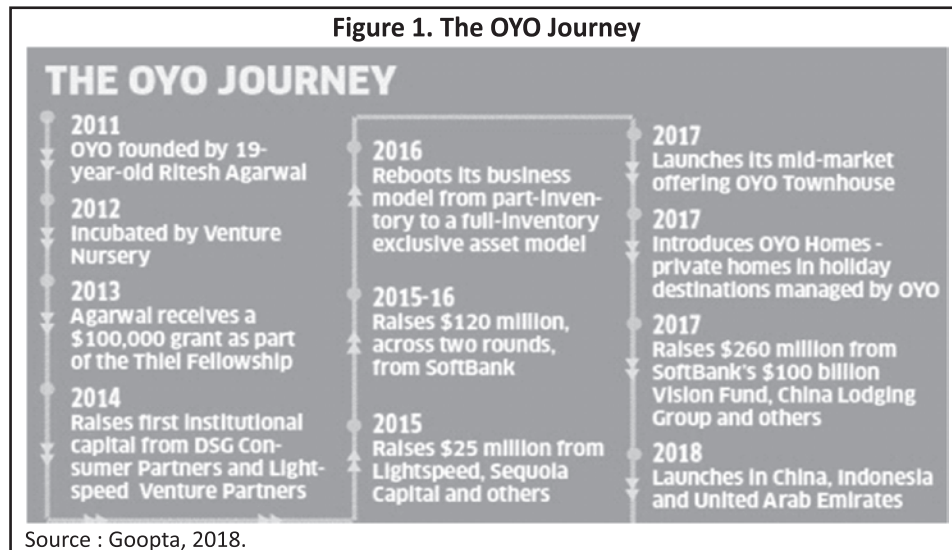 Figure 1. The OYO Journey
THE OYO JOURNEY
2011
OYO founded by 19-
year-old Ritesh Agarwal
2012
Incubated by Venture
Nursery
2013
Agarwal receives a
$100,000 grant as part
of the Thiel Fellowship
2014
Raises first institutional
capital from DSG Con-
sumer Partners and Light-
speed Venture Partners
2015
Raises $25 million from
Lightspeed, Sequoia
Capital and others
2015-16
Raises $120 million,
across two rounds,
from SoftBank
2016
Reboots its business
model from part-inven-
tory to a full-inventory
exclusive asset model
2017
Launches its mid-market
offering OYO Townhouse
2017
Introduces OYO Homes -
private homes in holiday
destinations managed by OYO
2017
Raises $260 million from
SoftBank's $100 billion
Vision Fund, China Lodging
Group and others
2018
Launches in China, Indonesia
and United Arab Emirates
Source : Goopta, 2018.